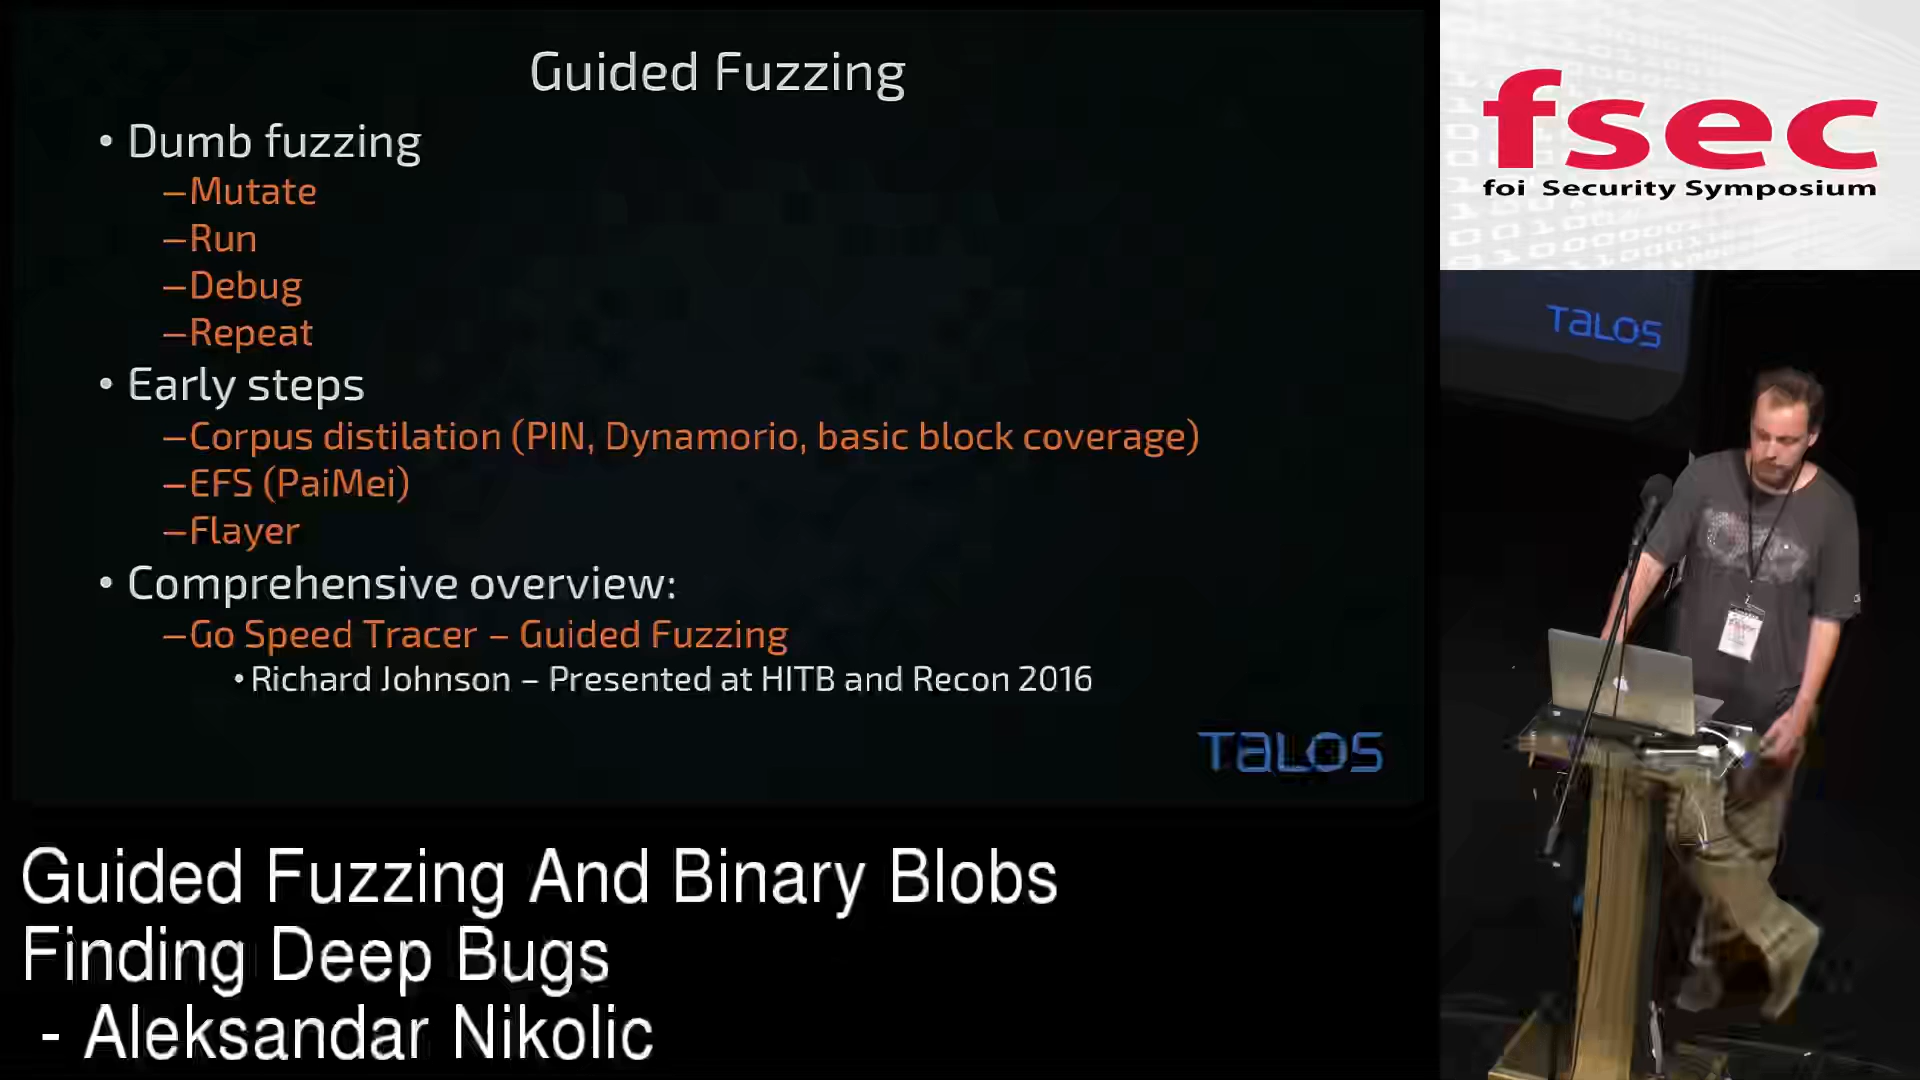 Guided Fuzzing
• Dumb fuzzing
–Mutate
–Run
–Debug
–Repeat
• Early steps
–Corpus distilation (PIN, Dynamorio, basic block coverage)
–EFS (PaiMei)
–Flayer
• Comprehensive overview:
–Go Speed Tracer – Guided Fuzzing
•Richard Johnson – Presented at HITB and Recon 2016
TALOS
fsec
foi Security Symposium
TALOS
Guided Fuzzing And Binary Blobs
Finding Deep Bugs
- Aleksandar Nikolic